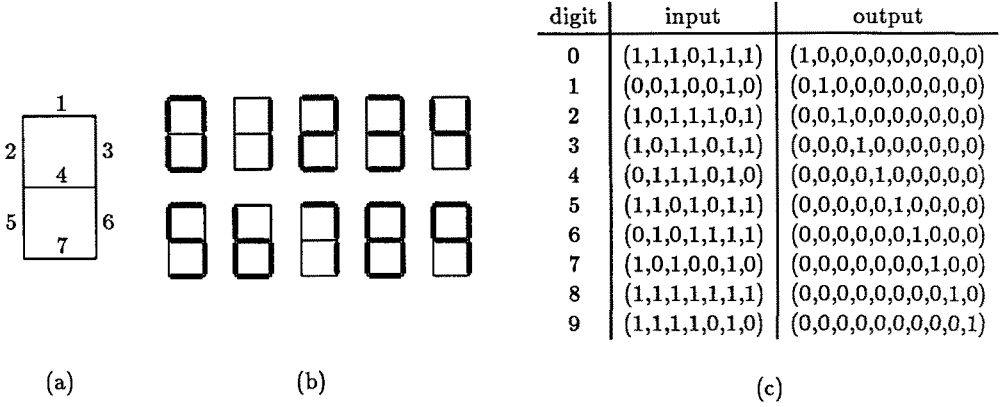 digit input output
0 (1,1,1,0,1,1,1) (1,0,0,0,0,0,0,0,0,0)
1 (0,0,1,0,0,1,0) (0,1,0,0,0,0,0,0,0,0)
2 (1,0,1,1,1,0,1) (0,0,1,0,0,0,0,0,0,0)
3 (1,0,1,1,0,1,1) (0,0,0,1,0,0,0,0,0,0)
4 (0,1,1,1,0,1,0) (0,0,0,0,1,0,0,0,0,0)
5 (1,1,0,1,0,1,1) (0,0,0,0,0,1,0,0,0,0)
6 (0,1,0,1,1,1,1) (0,0,0,0,0,0,1,0,0,0)
7 (1,0,1,0,0,1,0) (0,0,0,0,0,0,0,1,0,0)
8 (1,1,1,1,1,1,1) (0,0,0,0,0,0,0,0,1,0)
9 (1,1,1,1,0,1,0) (0,0,0,0,0,0,0,0,0,1)
1
2 3
4
5 6
7
(a) (b) (c)